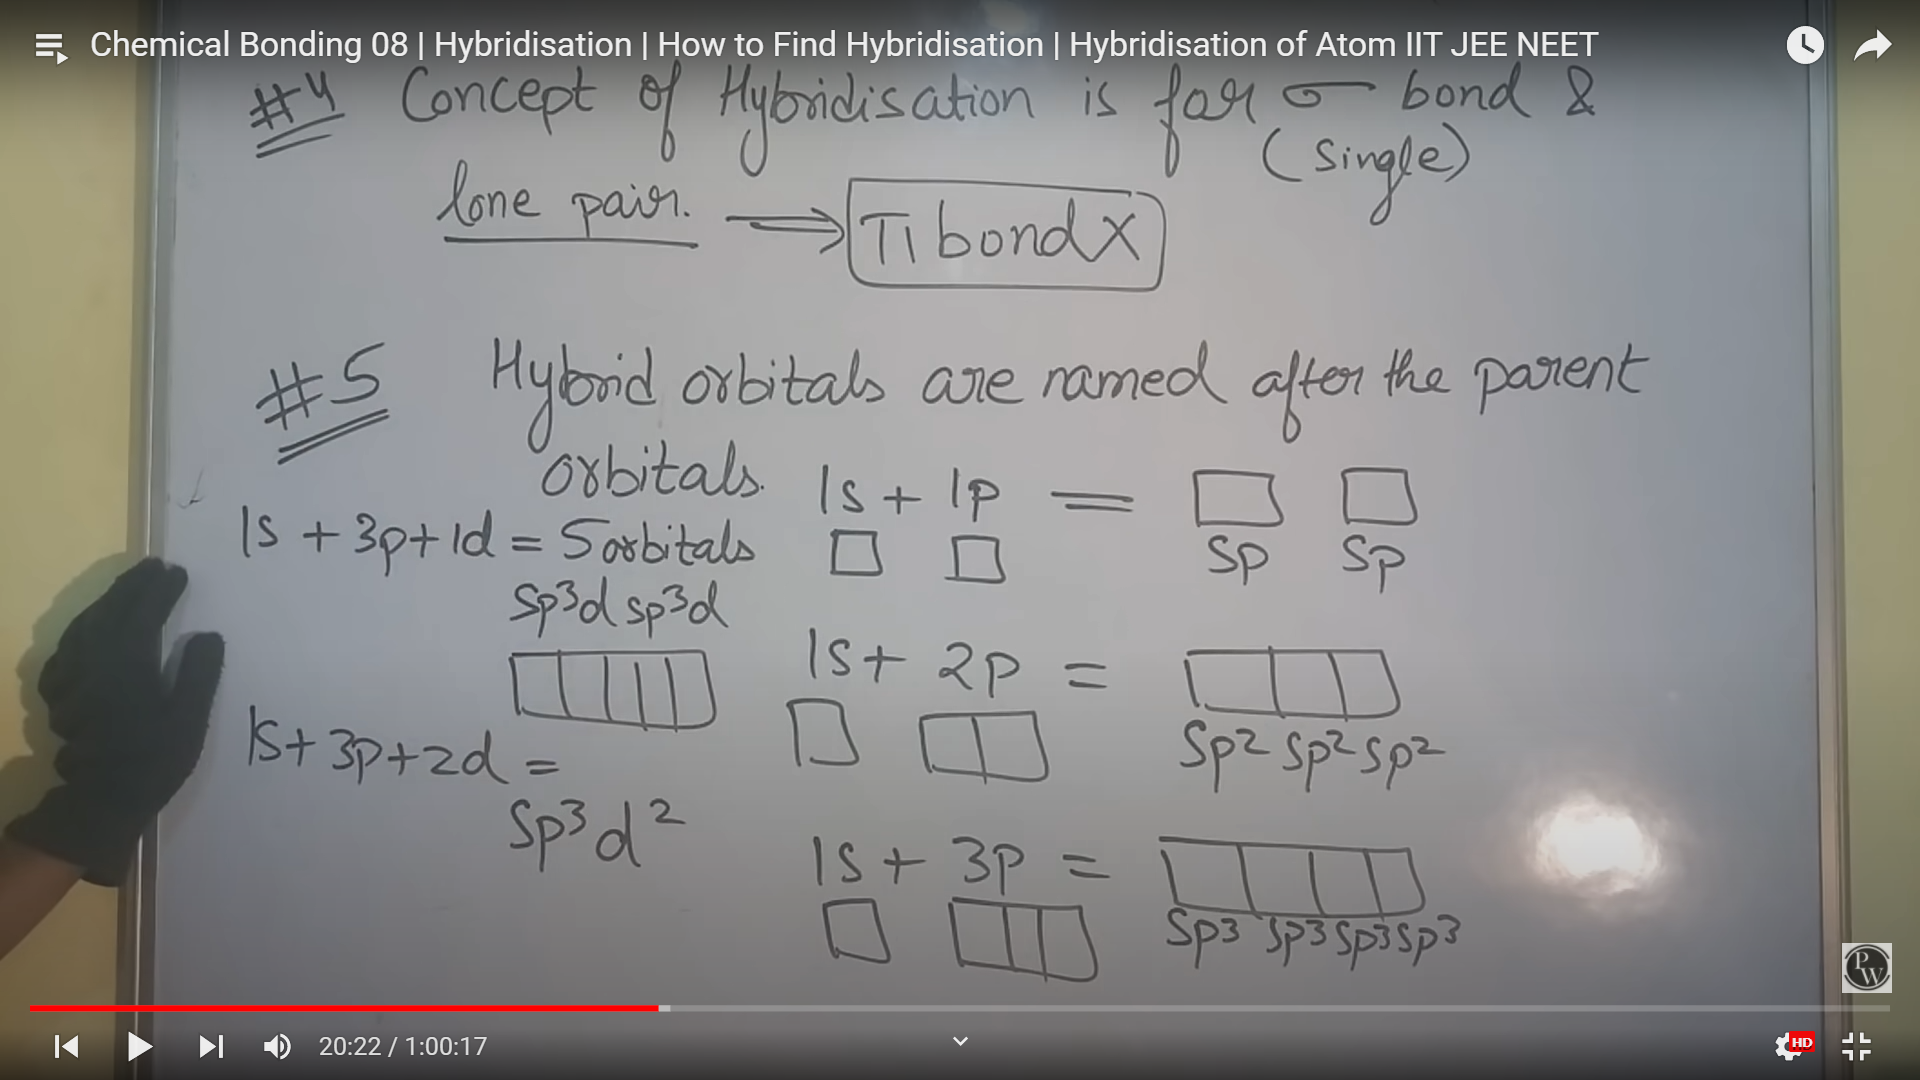 Chemical Bonding 08 | Hybridisation | How to Find Hybridisation | Hybridisation of Atom IIT JEE NEET
#4 Concept of Hybridisation is for σ bond &
(single)
lone pair. ⟹ π bond X
#5 Hybrid orbitals are named after the parent
orbitals.
1s + 1p =
sp sp
1s + 3p + 1d = 5 orbitals
sp³d sp³d
1s + 2p =
sp² sp² sp²
1s + 3p + 2d =
sp³d²
1s + 3p =
sp3 sp3 sp3 sp3
PW
20:22 / 1:00:17
HD